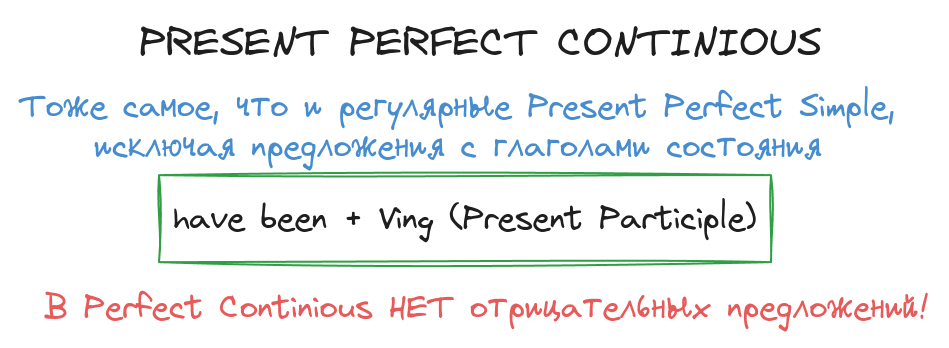 PRESENT PERFECT CONTINIOUS
Тоже самое, что и регулярные Present Perfect Simple,
исключая предложения с глаголами состояния
have been + Ving (Present Participle)
В Perfect Continious НЕТ отрицательных предложений!